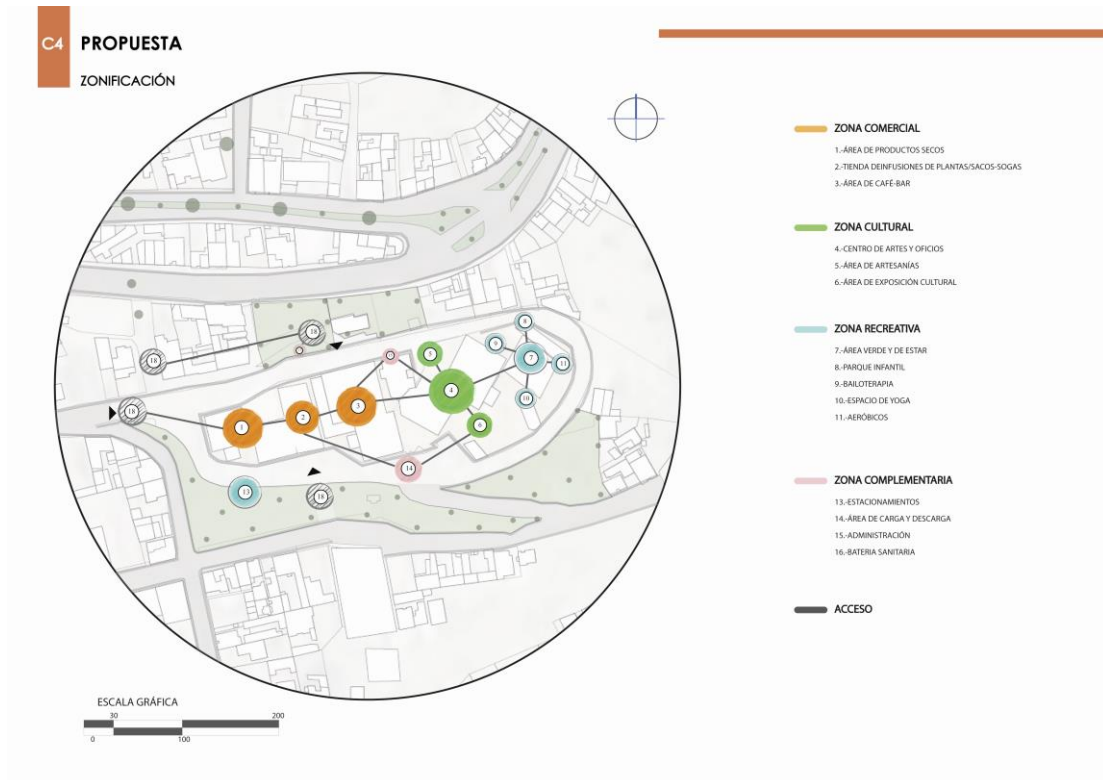 C4 PROPUESTA
ZONIFICACIÓN
ZONA COMERCIAL
1.-ÁREA DE PRODUCTOS SECOS
2.-TIENDA DEINFUSIONES DE PLANTAS/SACOS-SOGAS
3.-ÁREA DE CAFÉ-BAR
ZONA CULTURAL
4.-CENTRO DE ARTES Y OFICIOS
5.-ÁREA DE ARTESANÍAS
6.-ÁREA DE EXPOSICIÓN CULTURAL
ZONA RECREATIVA
7.-ÁREA VERDE Y DE ESTAR
8.-PARQUE INFANTIL
9.-BAILOTERAPIA
10.-ESPACIO DE YOGA
11.-AERÓBICOS
ZONA COMPLEMENTARIA
13.-ESTACIONAMIENTOS
14.-ÁREA DE CARGA Y DESCARGA
15.-ADMINISTRACIÓN
16.-BATERIA SANITARIA
ACCESO
8
18
9
7
11
5
18
4
10
3
18
2
6
1
14
13
18
ESCALA GRÁFICA
30 200
0 100